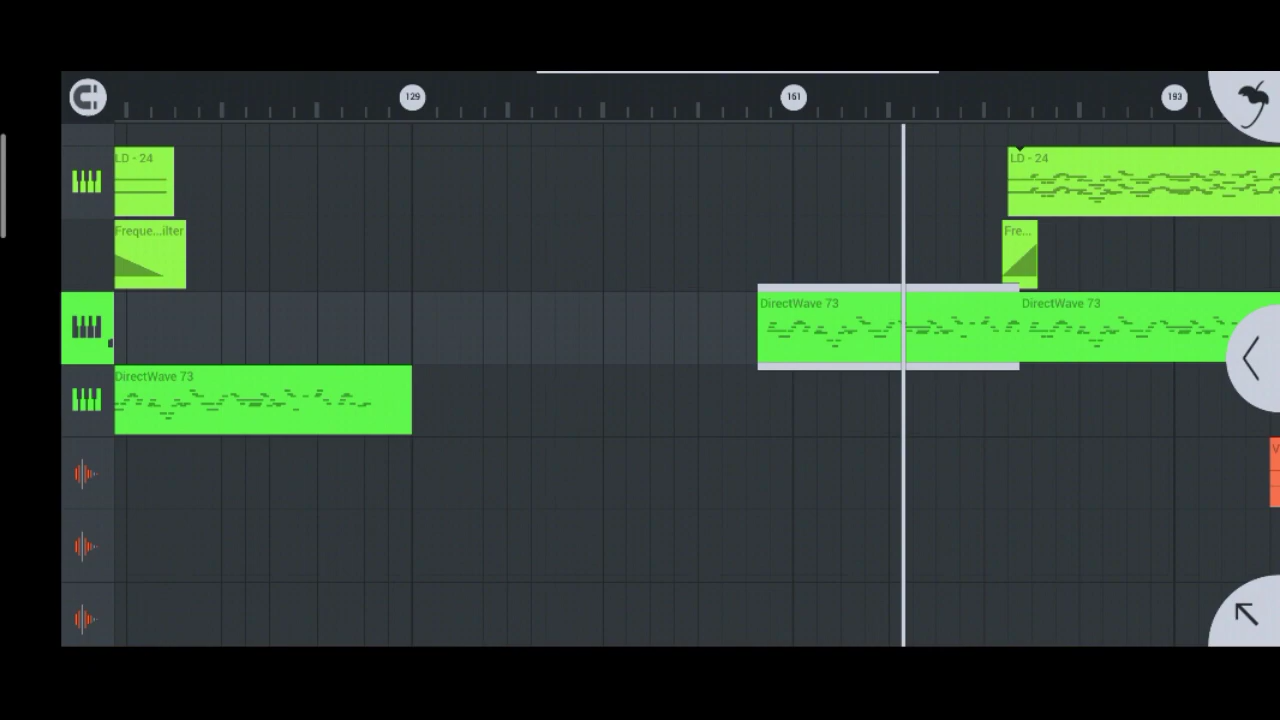 129
161
193
LD - 24
LD - 24
Freque...ilter
Fre...
DirectWave 73
DirectWave 73
DirectWave 73
V